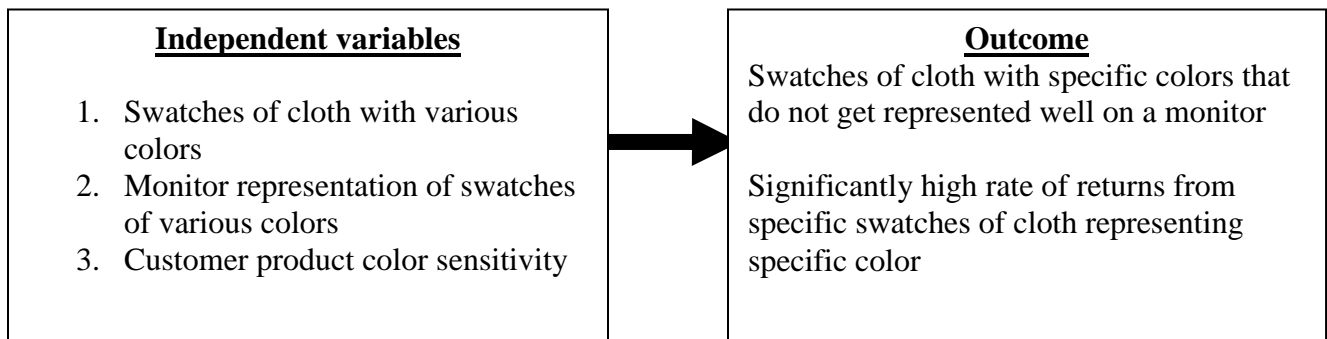 Independent variables
1. Swatches of cloth with various
colors
2. Monitor representation of swatches
of various colors
3. Customer product color sensitivity
Outcome
Swatches of cloth with specific colors that
do not get represented well on a monitor
Significantly high rate of returns from
specific swatches of cloth representing
specific color